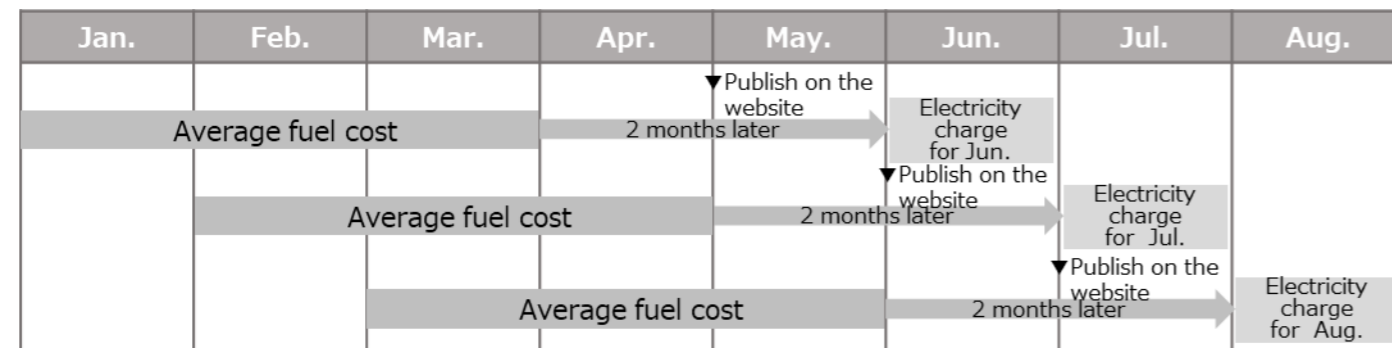 Jan. Feb. Mar. Apr. May. Jun. Jul. Aug.
Publish on the
website
Average fuel cost
2 months later
Electricity
charge
for Jun.
Publish on the
website
Average fuel cost
2 months later
Electricity
charge
for Jul.
Publish on the
website
Average fuel cost
2 months later
Electricity
charge
for Aug.